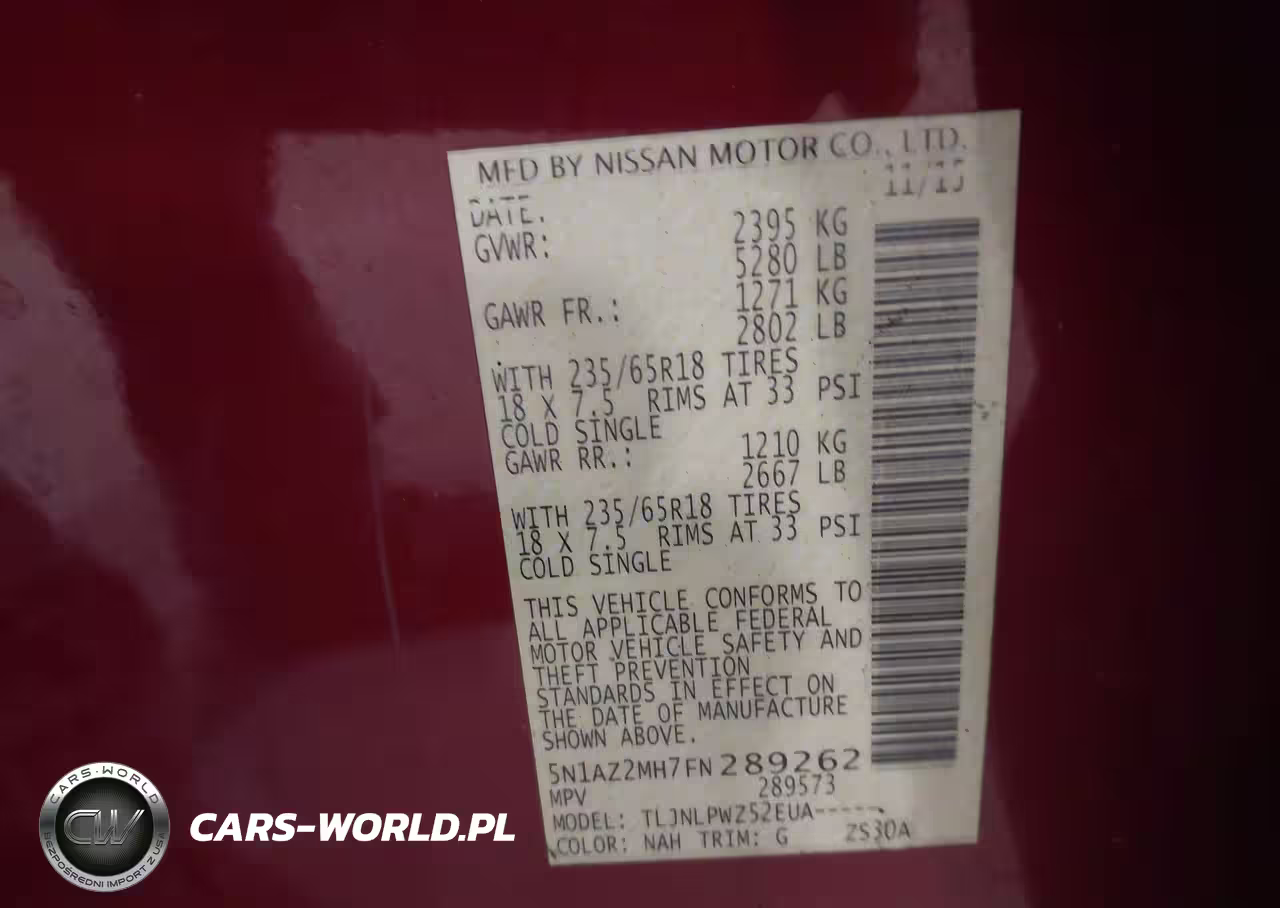 MFD BY NISSAN MOTOR CO., LTD.
DATE: 11/15
GVWR: 2395 KG
5280 LB
GAWR FR.: 1271 KG
2802 LB
WITH 235/65R18 TIRES
18 X 7.5 RIMS AT 33 PSI
COLD SINGLE
GAWR RR.: 1210 KG
2667 LB
WITH 235/65R18 TIRES
18 X 7.5 RIMS AT 33 PSI
COLD SINGLE
THIS VEHICLE CONFORMS TO
ALL APPLICABLE FEDERAL
MOTOR VEHICLE SAFETY AND
THEFT PREVENTION
STANDARDS IN EFFECT ON
THE DATE OF MANUFACTURE
SHOWN ABOVE.
5N1AZ2MH7FN289262
MPV 289573
MODEL: TLJNLPWZ52EUA-----
COLOR: NAH TRIM: G ZS30A
CARS-WORLD
CW
BEZPOŚREDNI IMPORT Z USA
CARS-WORLD.PL